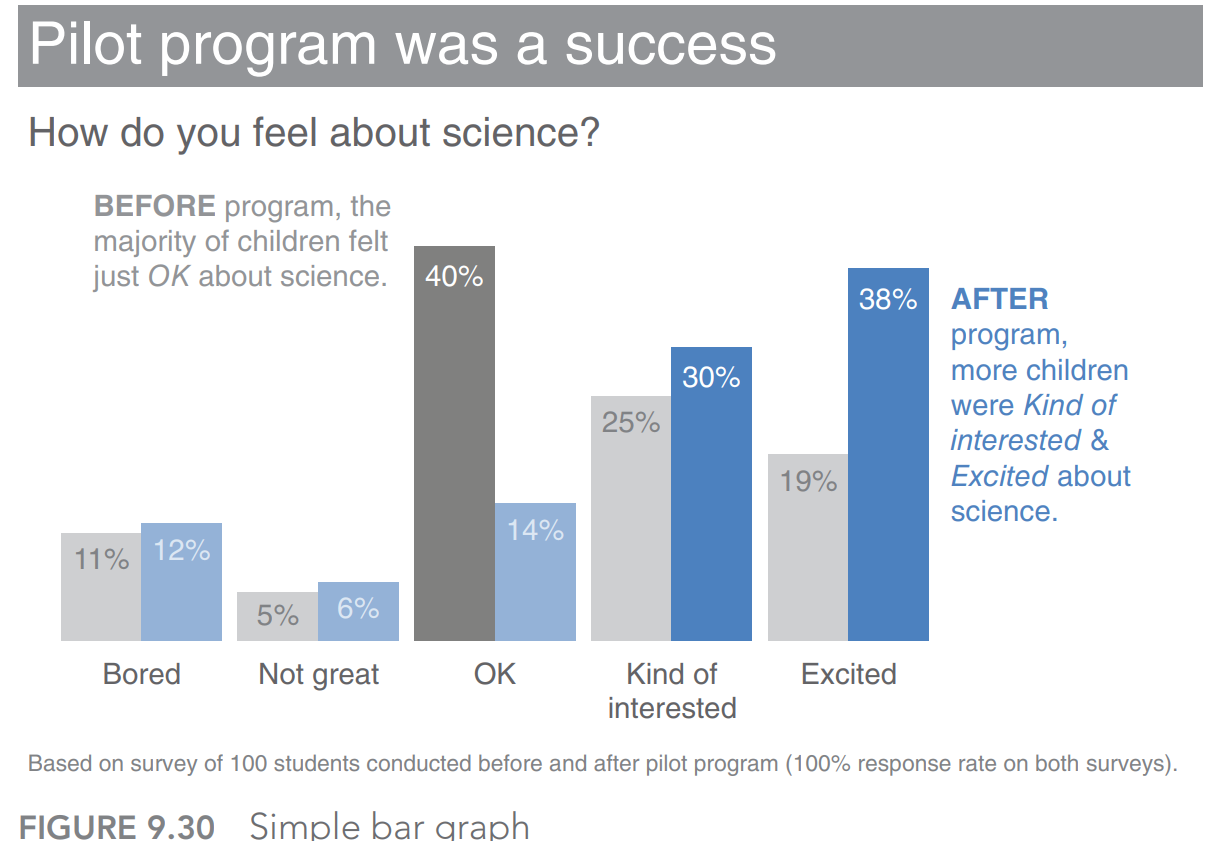 Pilot program was a success
How do you feel about science?
BEFORE program, the
majority of children felt
just OK about science.
40%
38%
AFTER
program,
more children
were Kind of
interested &
Excited about
science.
30%
25%
19%
14%
11%
12%
5%
6%
Bored
Not great
OK
Kind of
interested
Excited
Based on survey of 100 students conducted before and after pilot program (100% response rate on both surveys).
FIGURE 9.30 Simple bar graph